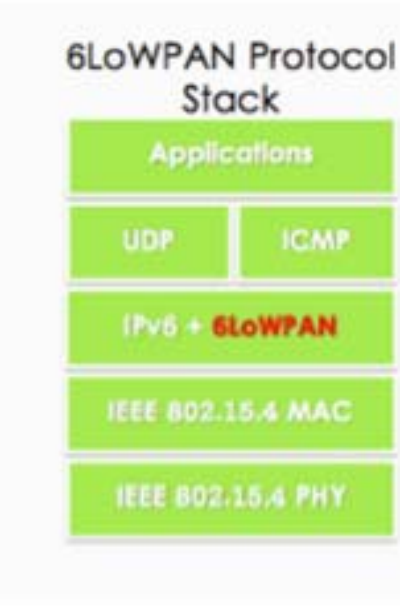 6LoWPAN Protocol
Stack
Applications
UDP ICMP
IPv6 + 6LoWPAN
IEEE 802.15.4 MAC
IEEE 802.15.4 PHY